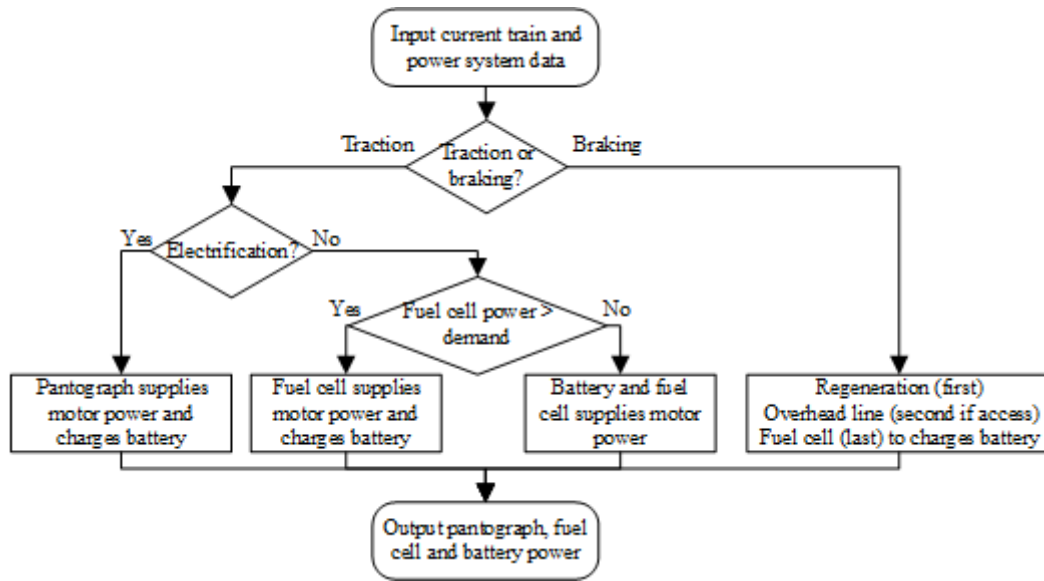 Input current train and
power system data
Traction
Traction or
braking?
Braking
Yes
Electrification?
No
Yes
Fuel cell power >
demand
No
Pantograph supplies
motor power and
charges battery
Fuel cell supplies
motor power and
charges battery
Battery and fuel
cell supplies motor
power
Regeneration (first)
Overhead line (second if access)
Fuel cell (last) to charges battery
Output pantograph, fuel
cell and battery power